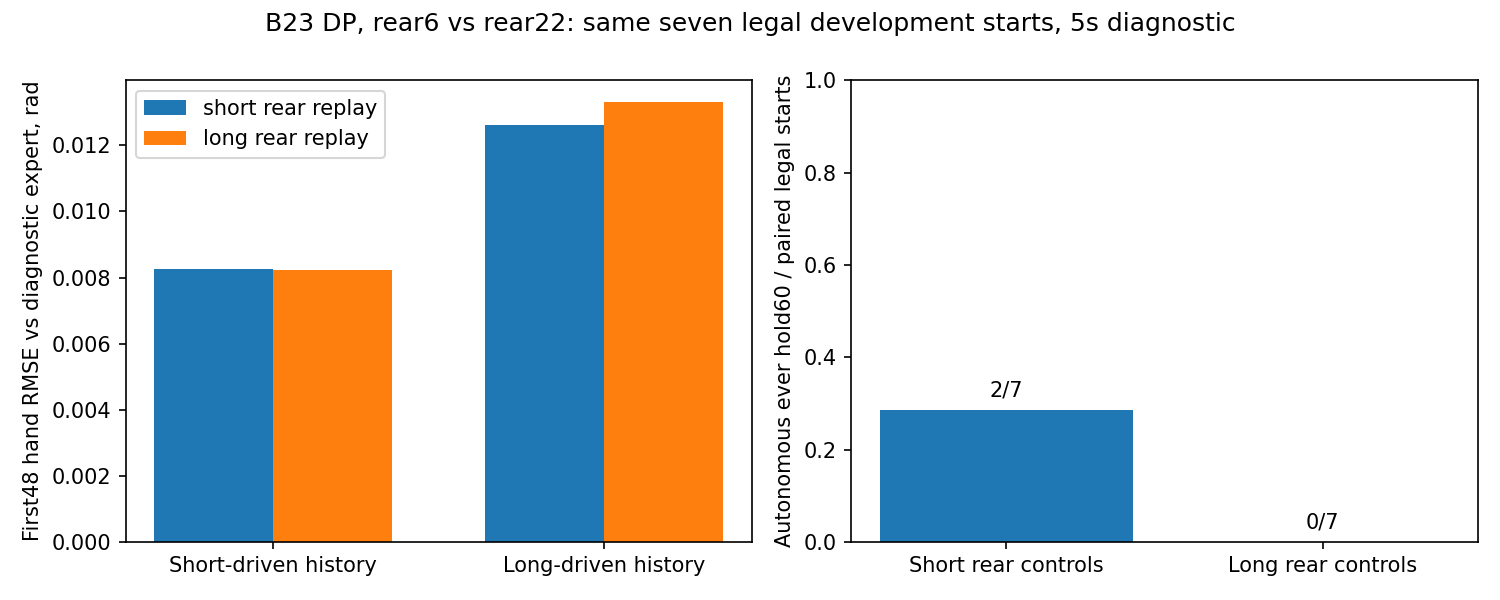 B23 DP, rear6 vs rear22: same seven legal development starts, 5s diagnostic
First48 hand RMSE vs diagnostic expert, rad
0.012
0.010
0.008
0.006
0.004
0.002
0.000
short rear replay
long rear replay
Short-driven history
Long-driven history
Autonomous ever hold60 / paired legal starts
1.0
0.8
0.6
0.4
0.2
0.0
2/7
0/7
Short rear controls
Long rear controls